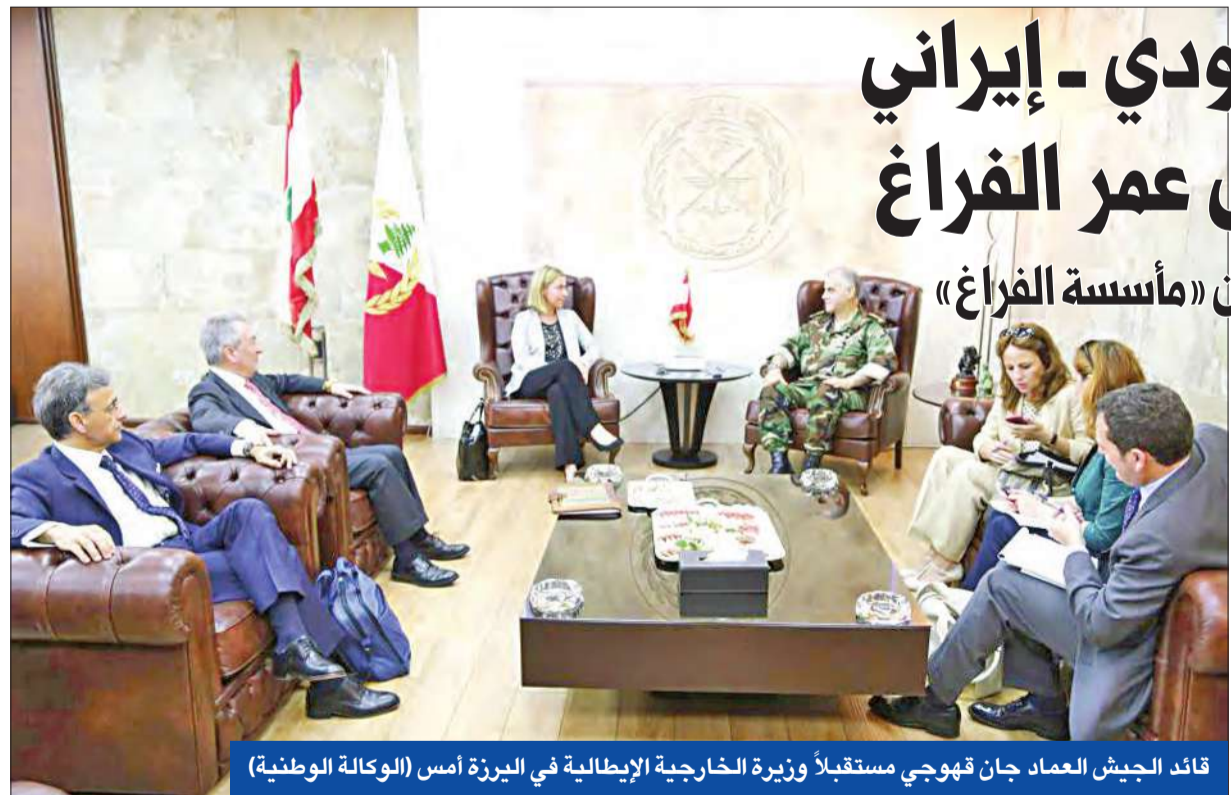 ودي ـ إيراني
عمر الفراغ
«مأسسة الفراغ»
قائد الجيش العماد جان قهوجي مستقبلاً وزيرة الخارجية الإيطالية في اليرزة أمس (الوكالة الوطنية)